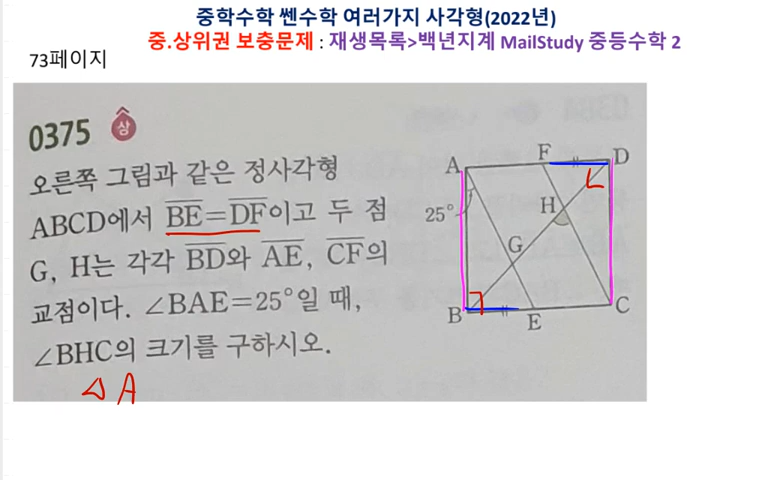 중학수학 쎈수학 여러가지 사각형(2022년)
중.상위권 보충문제 : 재생목록>백년지계 MailStudy 중등수학 2
73페이지
0375 상
오른쪽 그림과 같은 정사각형
ABCD에서 BE=DF이고 두 점
G, H는 각각 BD와 AE, CF의
교점이다. ∠BAE=25°일 때,
∠BHC의 크기를 구하시오.
△A
A F D
25° H
G
B E C